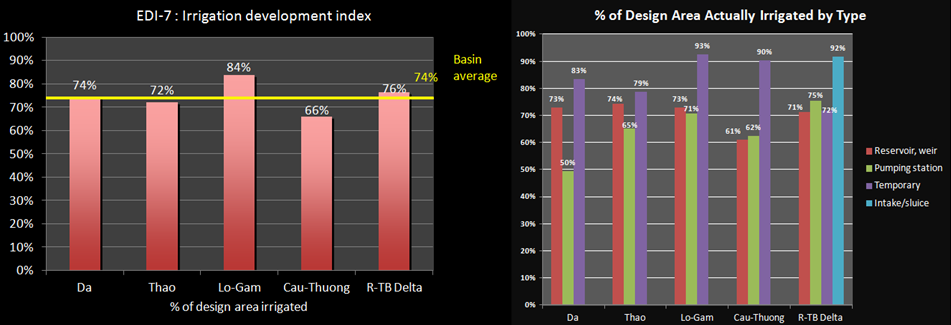 EDI-7 : Irrigation development index
100%
90%
80%
70%
60%
50%
40%
30%
20%
10%
0%
74%
72%
84%
66%
76%
74%
Basin
average
Da
Thao
Lo-Gam
Cau-Thuong
R-TB Delta
% of design area irrigated
% of Design Area Actually Irrigated by Type
100%
90%
80%
70%
60%
50%
40%
30%
20%
10%
0%
73%
50%
83%
74%
65%
79%
73%
71%
93%
61%
62%
90%
71%
75%
72%
92%
Da
Thao
Lo-Gam
Cau-Thuong
R-TB Delta
Reservoir, weir
Pumping station
Temporary
Intake/sluice